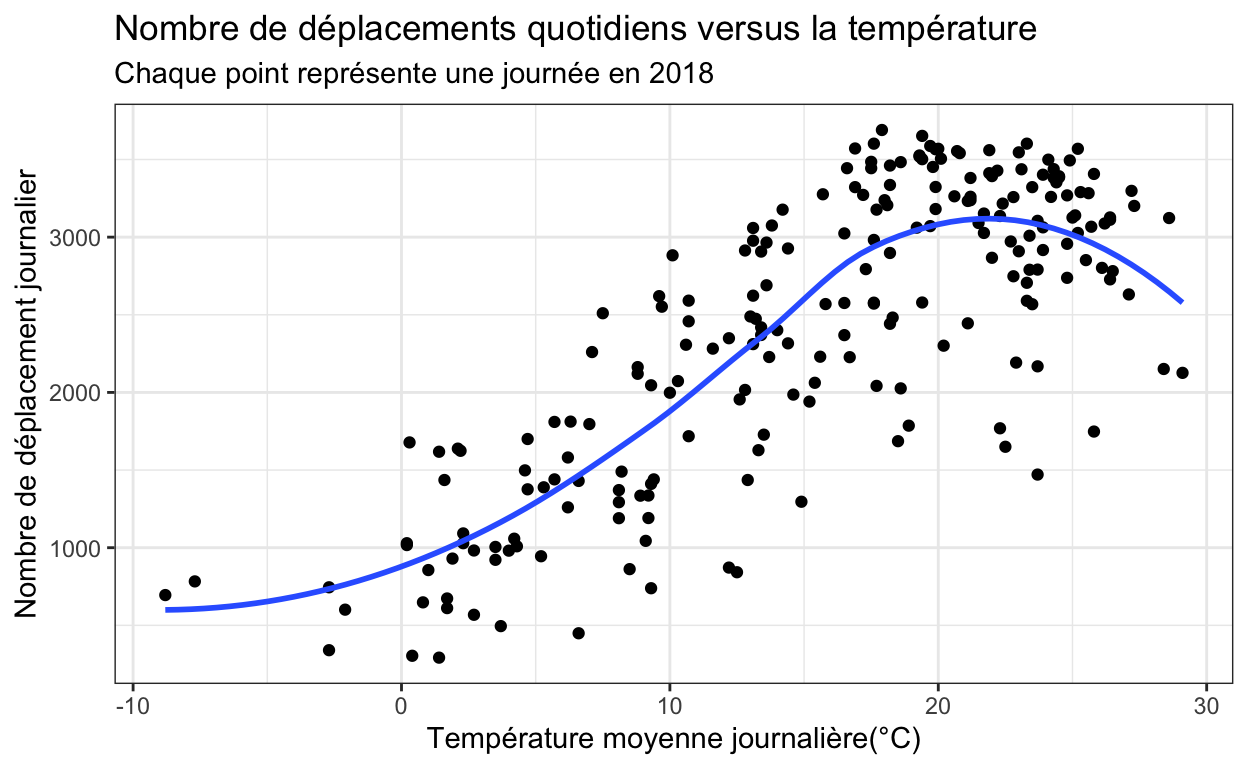 Nombre de déplacements quotidiens versus la température
Chaque point représente une journée en 2018
Nombre de déplacement journalier
3000
2000
1000
-10
0
10
20
30
Température moyenne journalière(°C)